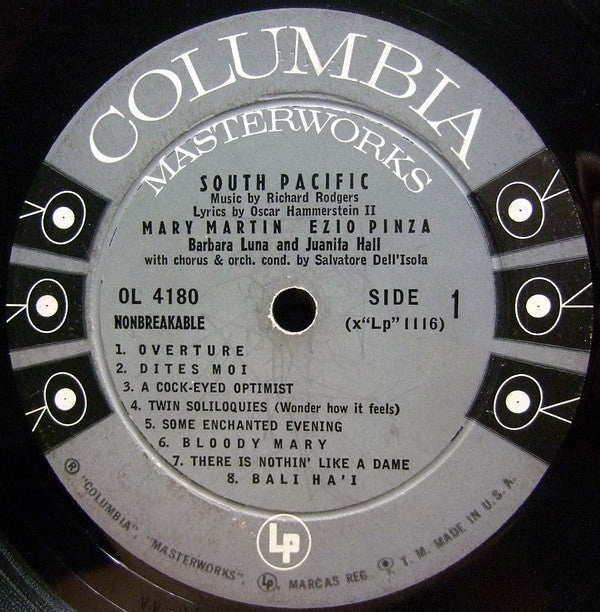 COLUMBIA
MASTERWORKS
SOUTH PACIFIC
Music by Richard Rodgers
Lyrics by Oscar Hammerstein II
MARY MARTIN EZIO PINZA
Barbara Luna and Juanita Hall
with chorus & orch. cond. by Salvatore Dell'Isola
OL 4180 SIDE 1
NONBREAKABLE (x"Lp"1116)
1. OVERTURE
2. DITES MOI
3. A COCK-EYED OPTIMIST
4. TWIN SOLILOQUIES (Wonder how it feels)
5. SOME ENCHANTED EVENING
6. BLOODY MARY
7. THERE IS NOTHIN' LIKE A DAME
8. BALI HA'I
Lp
® "COLUMBIA", "MASTERWORKS", Lp, MARCAS REG. T. M. MADE IN U.S.A.